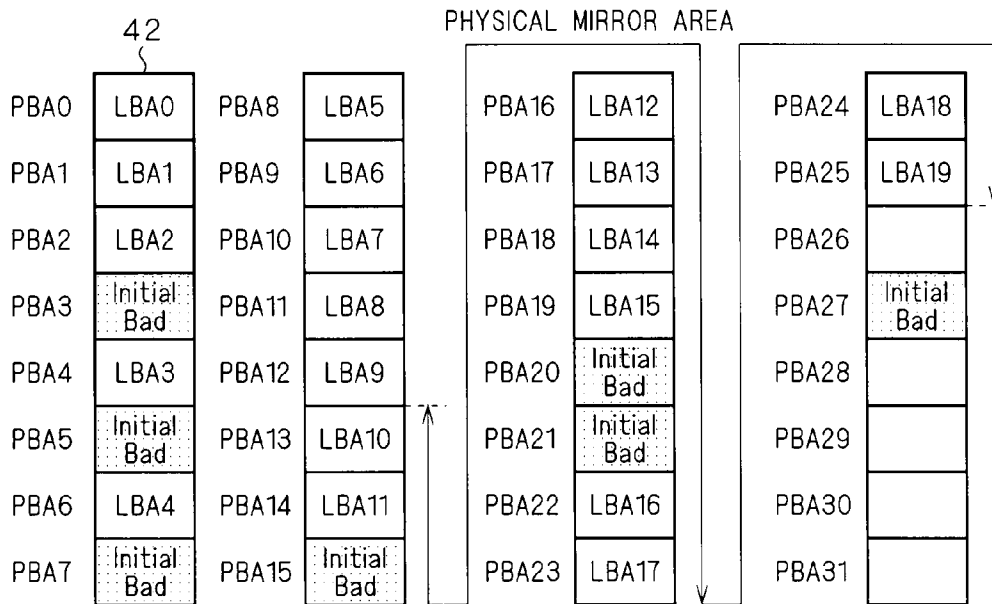 PHYSICAL MIRROR AREA
42
PBA0 LBA0
PBA1 LBA1
PBA2 LBA2
PBA3 Initial Bad
PBA4 LBA3
PBA5 Initial Bad
PBA6 LBA4
PBA7 Initial Bad
PBA8 LBA5
PBA9 LBA6
PBA10 LBA7
PBA11 LBA8
PBA12 LBA9
PBA13 LBA10
PBA14 LBA11
PBA15 Initial Bad
PBA16 LBA12
PBA17 LBA13
PBA18 LBA14
PBA19 LBA15
PBA20 Initial Bad
PBA21 Initial Bad
PBA22 LBA16
PBA23 LBA17
PBA24 LBA18
PBA25 LBA19
PBA26
PBA27 Initial Bad
PBA28
PBA29
PBA30
PBA31